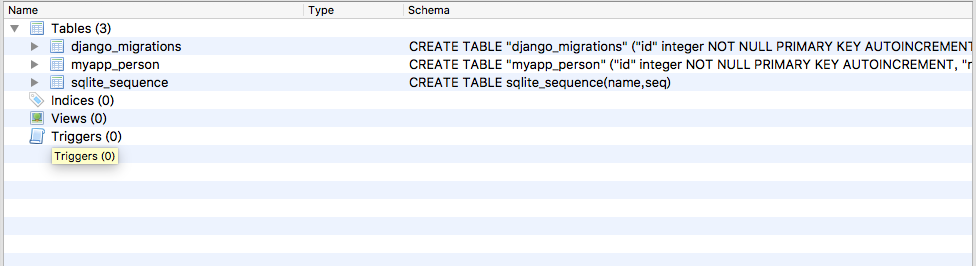 Name Type Schema
Tables (3)
django_migrations CREATE TABLE "django_migrations" ("id" integer NOT NULL PRIMARY KEY AUTOINCREMENT
myapp_person CREATE TABLE "myapp_person" ("id" integer NOT NULL PRIMARY KEY AUTOINCREMENT, "
sqlite_sequence CREATE TABLE sqlite_sequence(name,seq)
Indices (0)
Views (0)
Triggers (0)
Triggers (0)